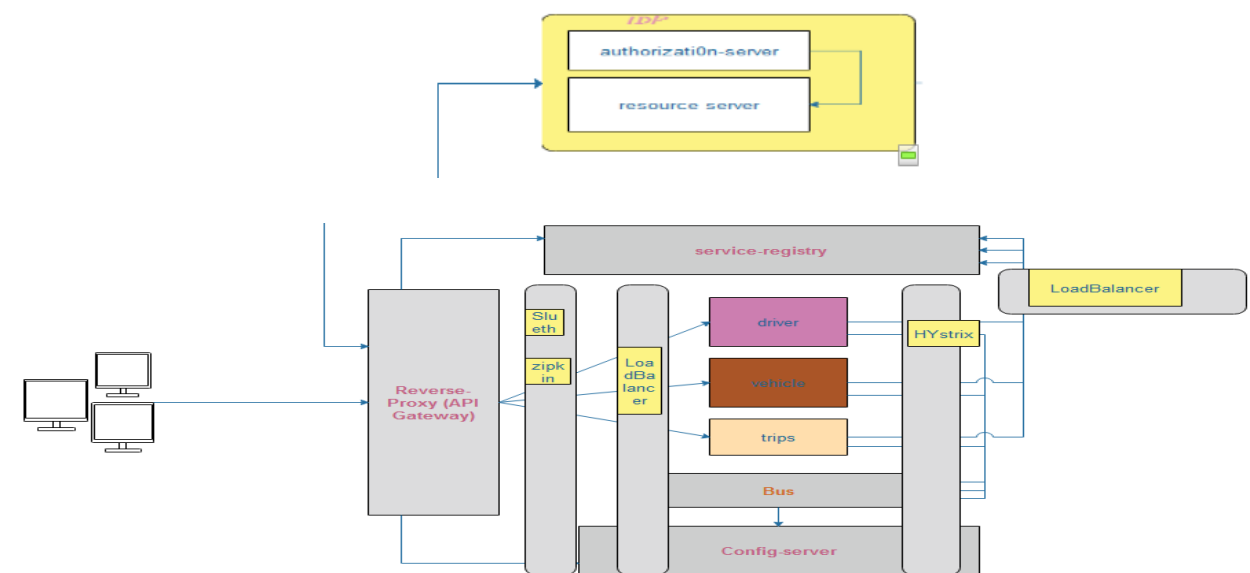 IDP
authorizati0n-server
resource server
service-registry
LoadBalancer
Slu
eth
driver
HYstrix
zipk
in
Loa
dBa
lanc
er
vehicle
Reverse-
Proxy (API
Gateway)
trips
Bus
Config-server